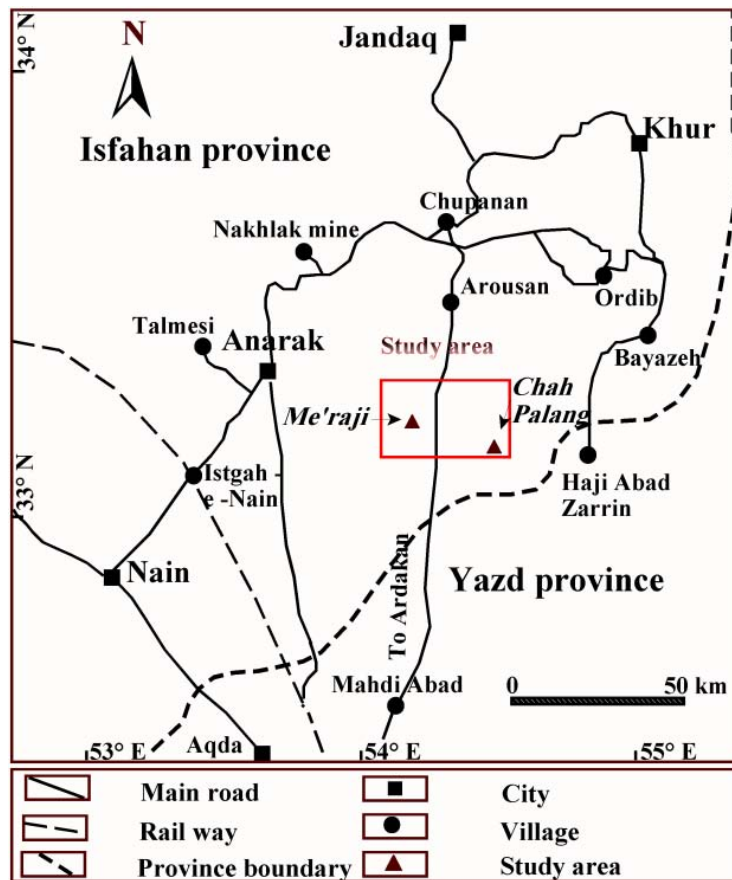 N
34° N
Jandaq
Isfahan province
Khur
Chupanan
Nakhlak mine
Arousan
Ordib
Talmesi
Anarak
Study area
Bayazeh
Me'raji
Chah
Palang
33° N
Istgah
e -Nain
Haji Abad
Zarrin
Nain
To Ardakan
Yazd province
Mahdi Abad
0
50 km
Aqda
53° E
54° E
55° E
Main road
City
Rail way
Village
Province boundary
Study area